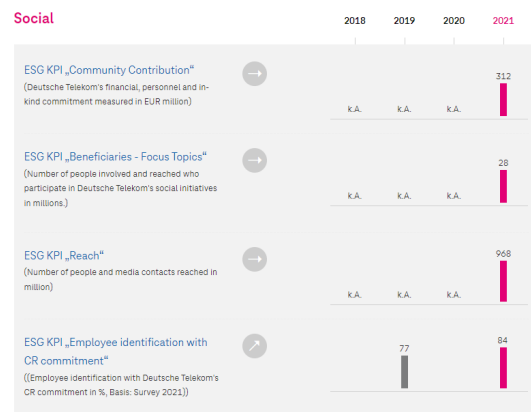 Social
2018 2019 2020 2021
ESG KPI „Community Contribution“
(Deutsche Telekom's financial, personnel and in-
kind commitment measured in EUR million)
k.A. k.A. k.A. 312
ESG KPI „Beneficiaries - Focus Topics“
(Number of people involved and reached who
participate in Deutsche Telekom's social initiatives
in millions.)
k.A. k.A. k.A. 28
ESG KPI „Reach“
(Number of people and media contacts reached in
million)
k.A. k.A. k.A. 968
ESG KPI „Employee identification with
CR commitment“
((Employee identification with Deutsche Telekom's
CR commitment in %, Basis: Survey 2021))
77 84